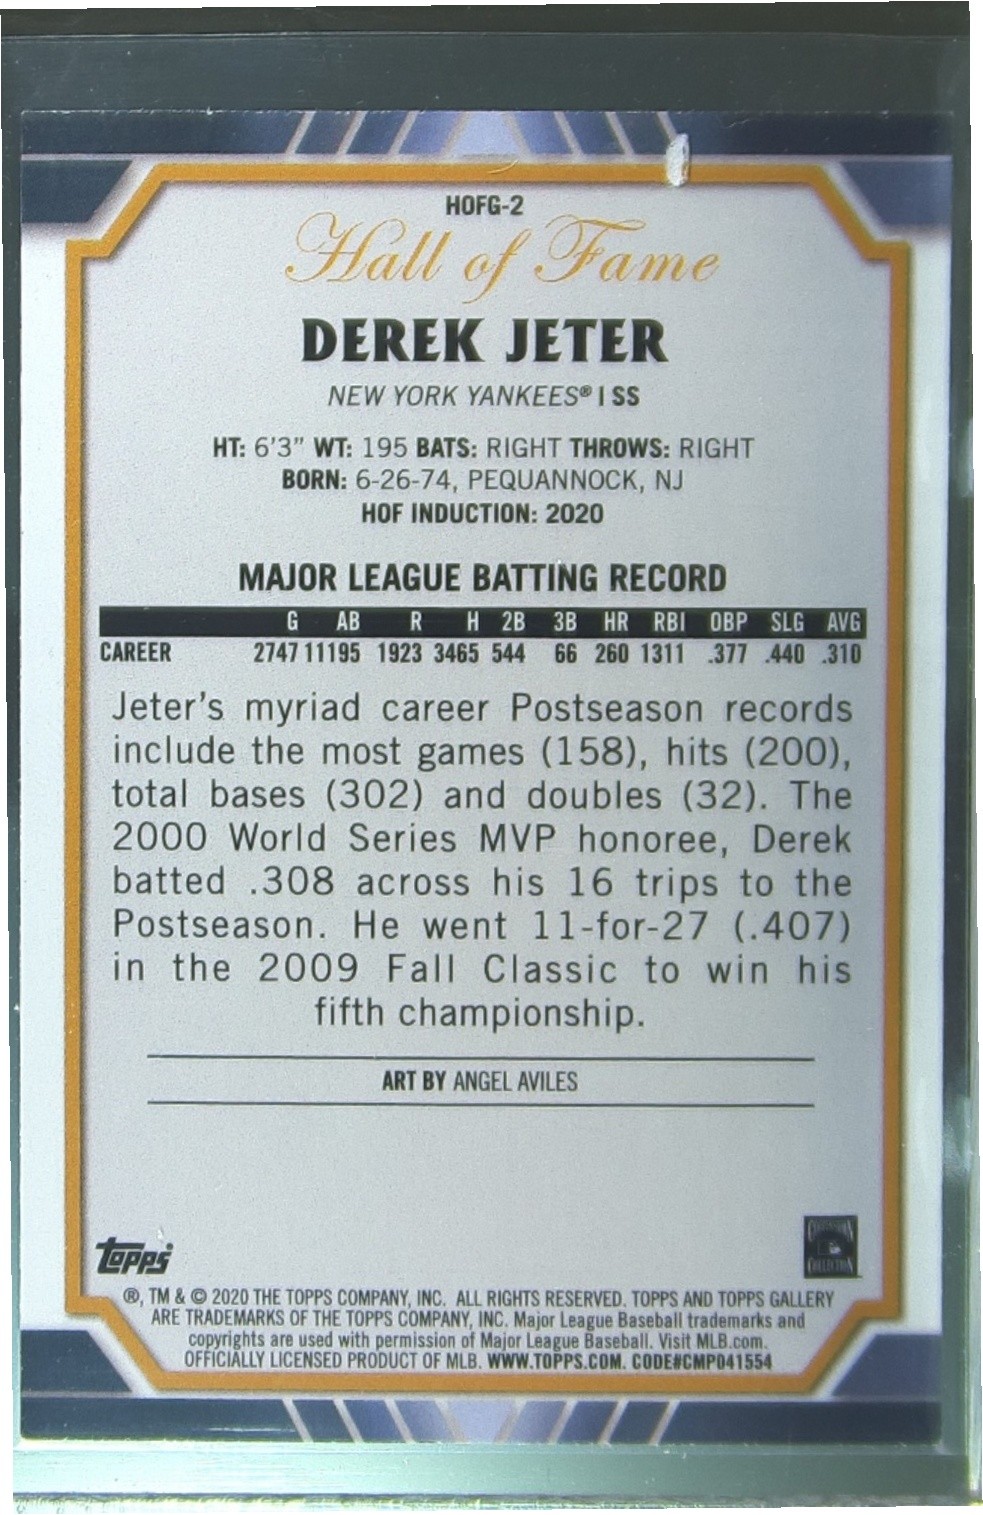 HOFG-2
Hall of Fame
DEREK JETER
NEW YORK YANKEES® | SS
HT: 6'3" WT: 195 BATS: RIGHT THROWS: RIGHT
BORN: 6-26-74, PEQUANNOCK, NJ
HOF INDUCTION: 2020
MAJOR LEAGUE BATTING RECORD
G AB R H 2B 3B HR RBI OBP SLG AVG
CAREER 2747 11195 1923 3465 544 66 260 1311 .377 .440 .310
Jeter's myriad career Postseason records
include the most games (158), hits (200),
total bases (302) and doubles (32). The
2000 World Series MVP honoree, Derek
batted .308 across his 16 trips to the
Postseason. He went 11-for-27 (.407)
in the 2009 Fall Classic to win his
fifth championship.
ART BY ANGEL AVILES
topps
COLLECTION
®, TM & © 2020 THE TOPPS COMPANY, INC. ALL RIGHTS RESERVED. TOPPS AND TOPPS GALLERY
ARE TRADEMARKS OF THE TOPPS COMPANY, INC. Major League Baseball trademarks and
copyrights are used with permission of Major League Baseball. Visit MLB.com.
OFFICIALLY LICENSED PRODUCT OF MLB. WWW.TOPPS.COM. CODE#CMP041554